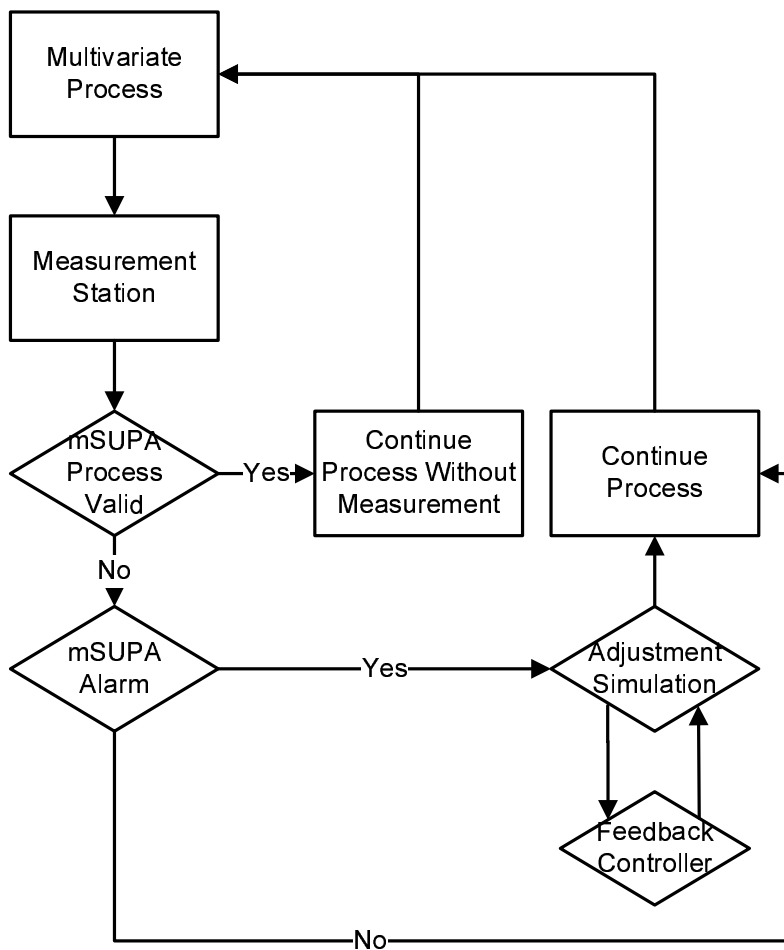 Multivariate
Process
Measurement
Station
mSUPA
Process
Valid
Yes
Continue
Process Without
Measurement
Continue
Process
No
mSUPA
Alarm
Yes
Adjustment
Simulation
Feedback
Controller
No